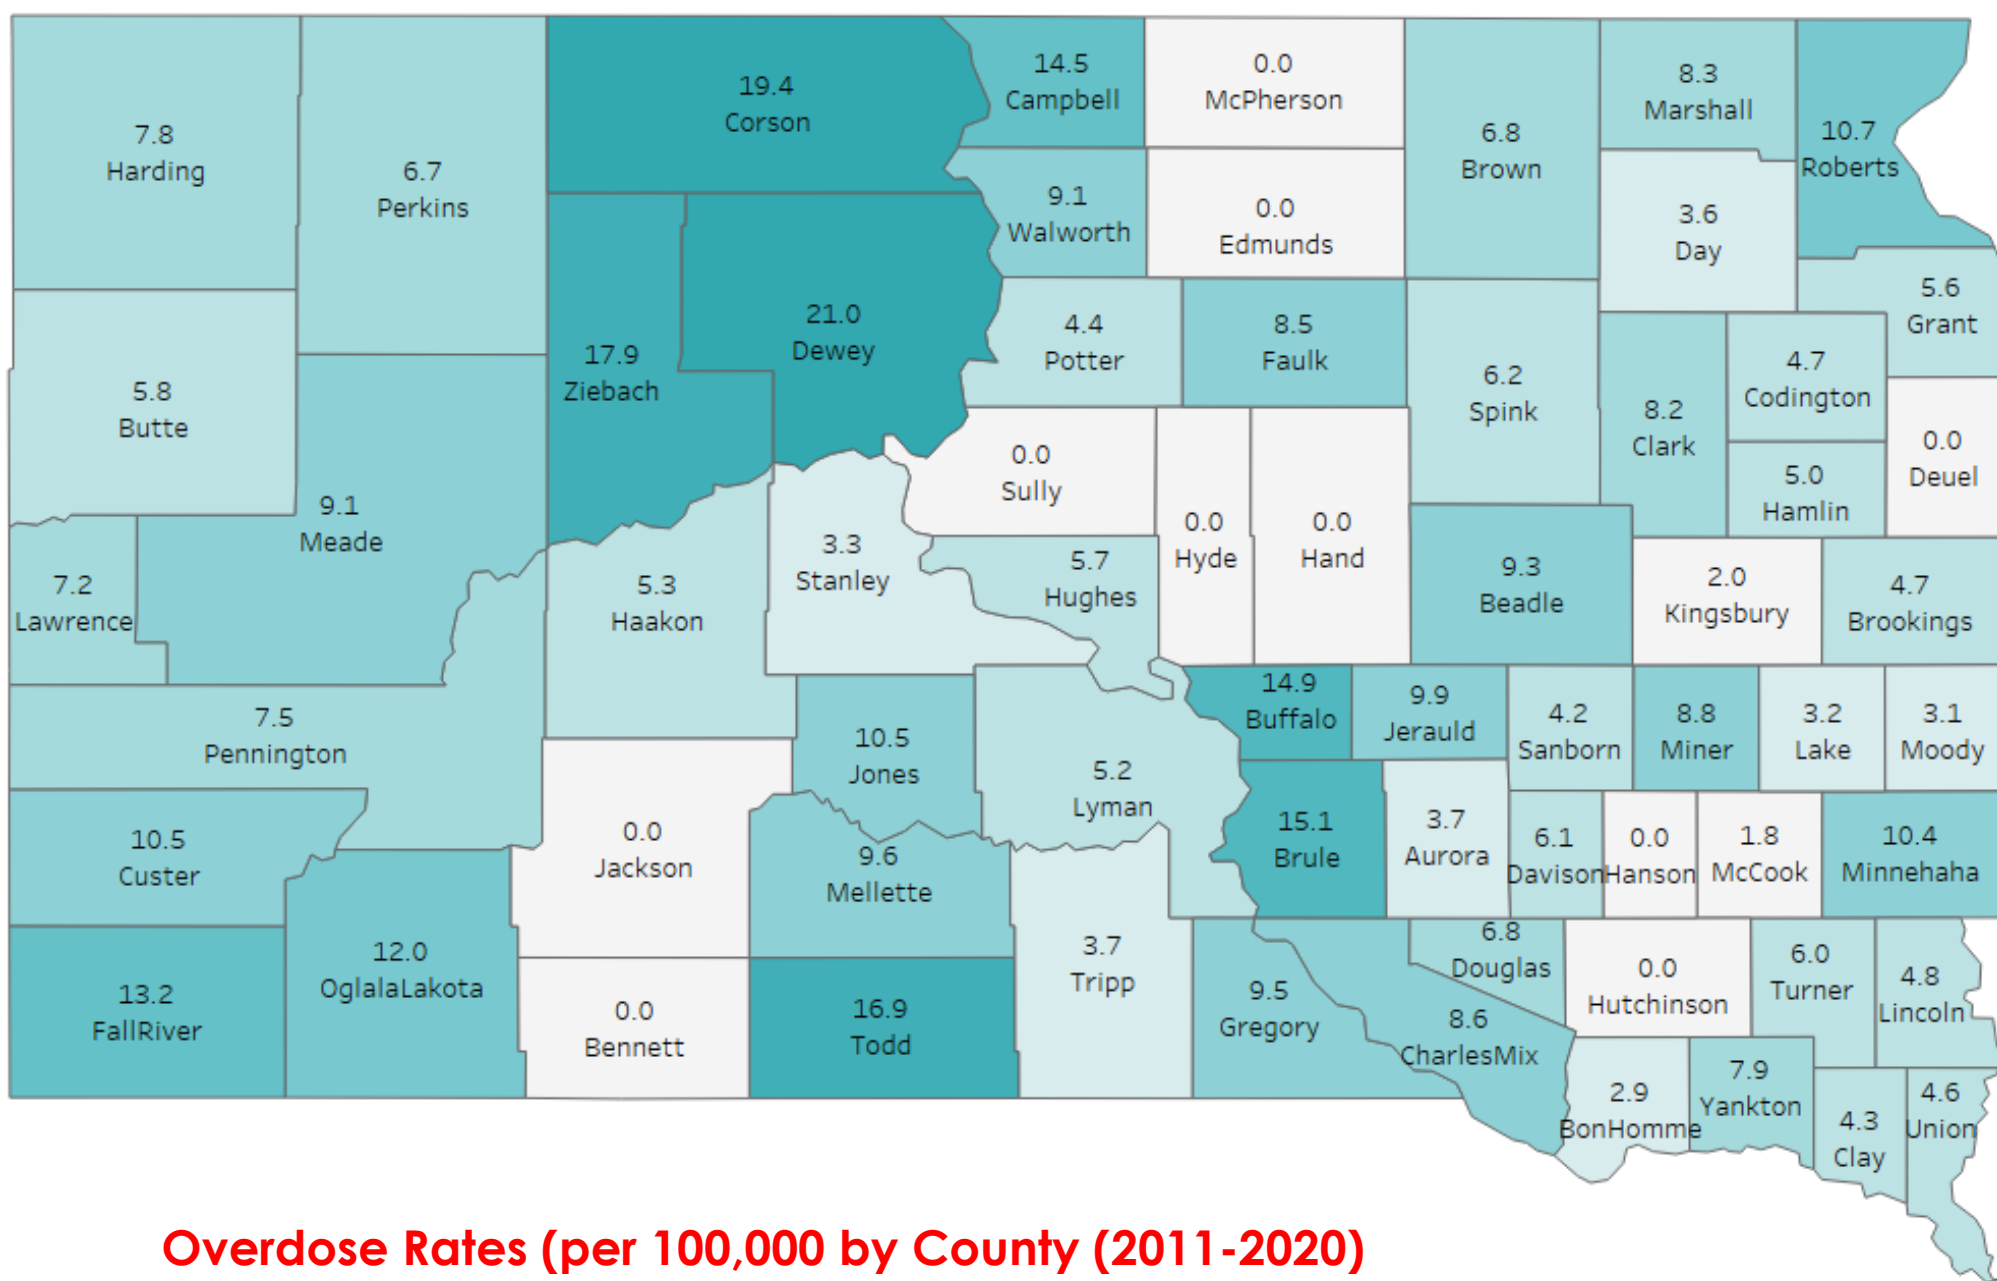 19.4
Corson
14.5
Campbell
0.0
McPherson
8.3
Marshall
7.8
Harding
6.7
Perkins
6.8
Brown
10.7
Roberts
9.1
Walworth
0.0
Edmunds
3.6
Day
5.6
Grant
21.0
Dewey
17.9
Ziebach
4.4
Potter
8.5
Faulk
6.2
Spink
8.2
Clark
4.7
Codington
5.8
Butte
0.0
Sully
0.0
Deuel
5.0
Hamlin
9.1
Meade
0.0
Hyde
0.0
Hand
3.3
Stanley
5.7
Hughes
9.3
Beadle
2.0
Kingsbury
4.7
Brookings
7.2
Lawrence
5.3
Haakon
14.9
Buffalo
9.9
Jerauld
4.2
Sanborn
8.8
Miner
3.2
Lake
3.1
Moody
7.5
Pennington
10.5
Jones
5.2
Lyman
10.5
Custer
0.0
Jackson
9.6
Mellette
15.1
Brule
3.7
Aurora
6.1
Davison
0.0
Hanson
1.8
McCook
10.4
Minnehaha
13.2
FallRiver
12.0
OglalaLakota
0.0
Bennett
16.9
Todd
3.7
Tripp
9.5
Gregory
6.8
Douglas
8.6
CharlesMix
0.0
Hutchinson
6.0
Turner
4.8
Lincoln
2.9
BonHomme
7.9
Yankton
4.3
Clay
4.6
Union
Overdose Rates (per 100,000 by County (2011-2020)